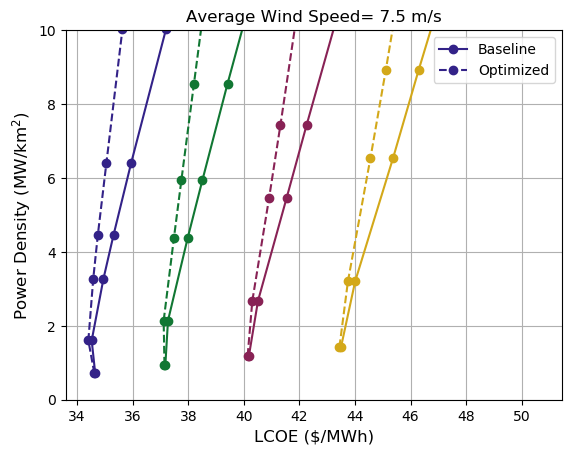 Average Wind Speed= 7.5 m/s
Baseline
Optimized
Power Density (MW/km²)
10
8
6
4
2
0
34 36 38 40 42 44 46 48 50
LCOE ($/MWh)